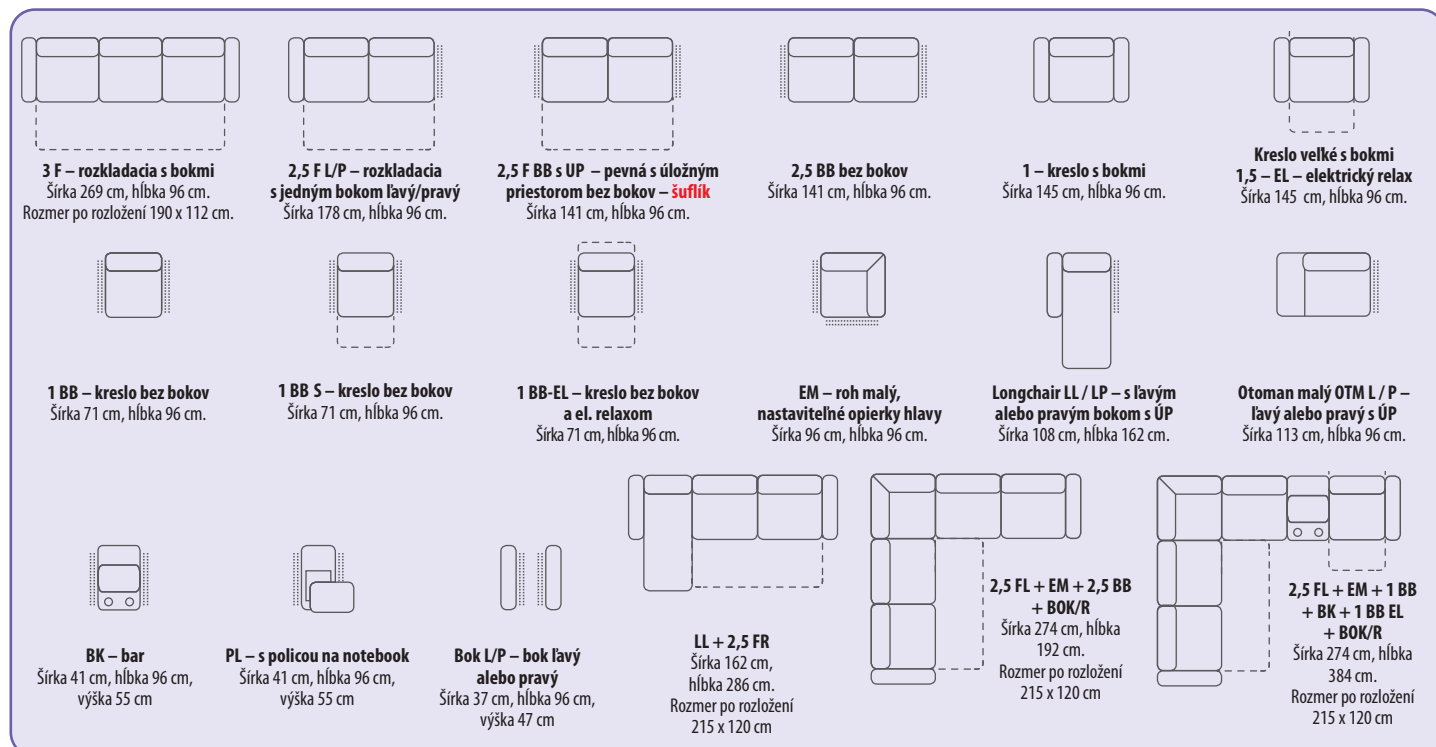 3 F – rozkladacia s bokmi
Šírka 269 cm, hĺbka 96 cm.
Rozmer po rozložení 190 x 112 cm.
2,5 F L/P – rozkladacia
s jedným bokom ľavý/pravý
Šírka 178 cm, hĺbka 96 cm.
2,5 F BB s UP – pevná s úložným
priestorom bez bokov – šuflík
Šírka 141 cm, hĺbka 96 cm.
2,5 BB bez bokov
Šírka 141 cm, hĺbka 96 cm.
1 – kreslo s bokmi
Šírka 145 cm, hĺbka 96 cm.
Kreslo veľké s bokmi
1,5 – EL – elektrický relax
Šírka 145 cm, hĺbka 96 cm.
1 BB – kreslo bez bokov
Šírka 71 cm, hĺbka 96 cm.
1 BB S – kreslo bez bokov
Šírka 71 cm, hĺbka 96 cm.
1 BB-EL – kreslo bez bokov
a el. relaxom
Šírka 71 cm, hĺbka 96 cm.
EM – roh malý,
nastaviteľné opierky hlavy
Šírka 96 cm, hĺbka 96 cm.
Longchair LL / LP – s ľavým
alebo pravým bokom s ÚP
Šírka 108 cm, hĺbka 162 cm.
Otoman malý OTM L / P –
ľavý alebo pravý s ÚP
Šírka 113 cm, hĺbka 96 cm.
BK – bar
Šírka 41 cm, hĺbka 96 cm,
výška 55 cm
PL – s policou na notebook
Šírka 41 cm, hĺbka 96 cm,
výška 55 cm
Bok L/P – bok ľavý
alebo pravý
Šírka 37 cm, hĺbka 96 cm,
výška 47 cm
LL + 2,5 FR
Šírka 162 cm,
hĺbka 286 cm.
Rozmer po rozložení
215 x 120 cm
2,5 FL + EM + 2,5 BB
+ BOK/R
Šírka 274 cm, hĺbka
192 cm.
Rozmer po rozložení
215 x 120 cm
2,5 FL + EM + 1 BB
+ BK + 1 BB EL
+ BOK/R
Šírka 274 cm, hĺbka
384 cm.
Rozmer po rozložení
215 x 120 cm